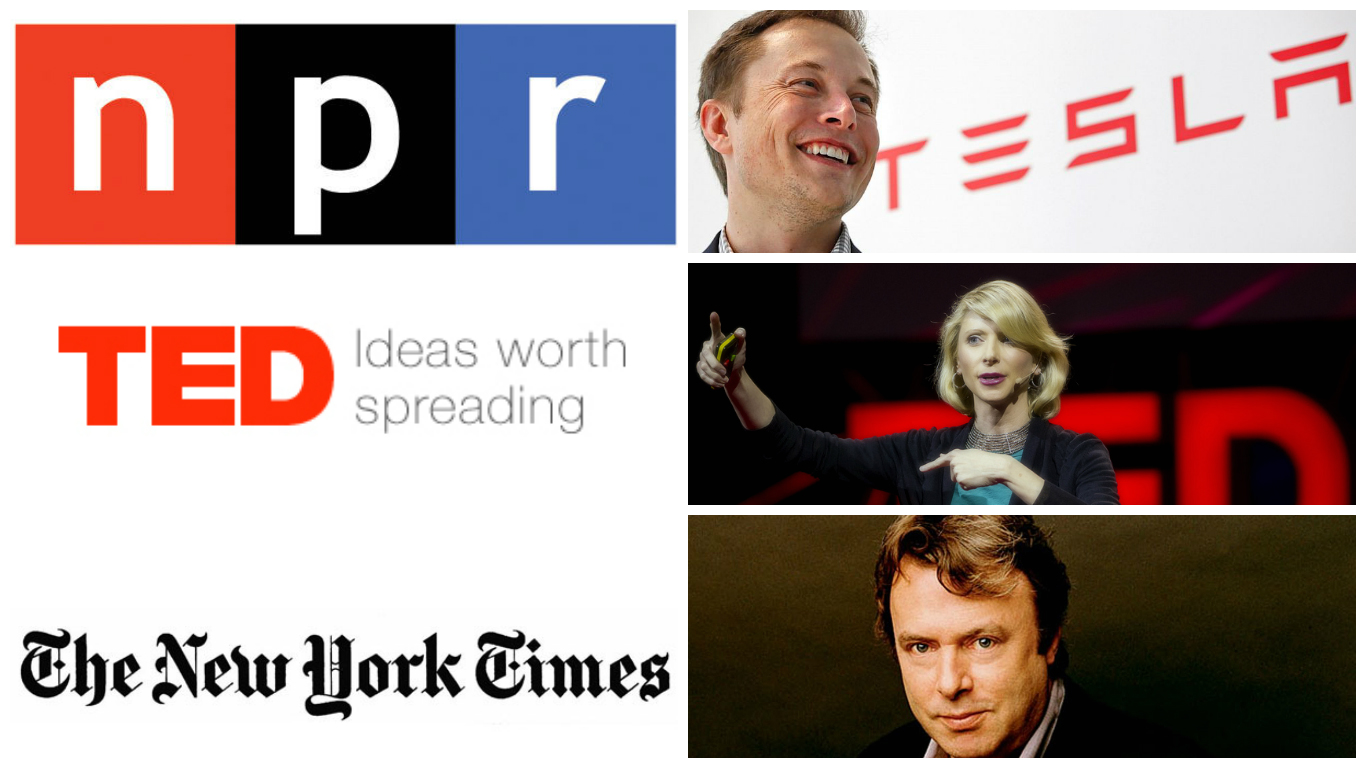 npr
TESLA
TED Ideas worth
spreading
TED
The New York Times